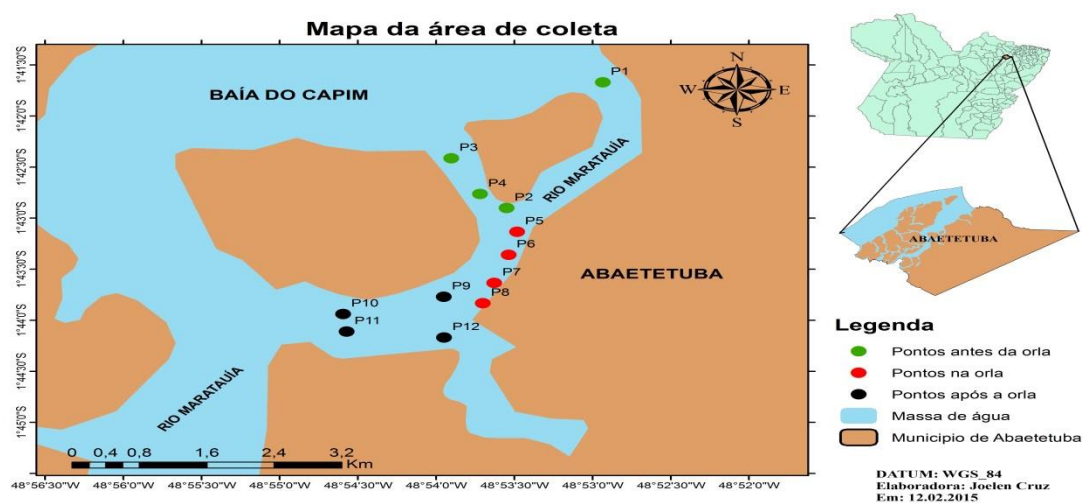 Mapa da área de coleta
1°41'30"S
1°42'0"S
1°42'30"S
1°43'0"S
1°43'30"S
1°44'0"S
1°44'30"S
1°45'0"S
BAÍA DO CAPIM
P1
N
W E
S
P3
P4
P2
RIO MARATAUÍA
P5
P6
ABAETETUBA
P7
P9
P8
P10
P11
P12
RIO MARATAUÍA
0 0,4 0,8 1,6 2,4 3,2
Km
48°56'30"W 48°56'0"W 48°55'30"W 48°55'0"W 48°54'30"W 48°54'0"W 48°53'30"W 48°53'0"W 48°52'30"W 48°52'0"W
ABAETETUBA
Legenda
Pontos antes da orla
Pontos na orla
Pontos após a orla
Massa de água
Municipio de Abaetetuba
DATUM: WGS_84
Elaboradora: Joelen Cruz
Em: 12.02.2015